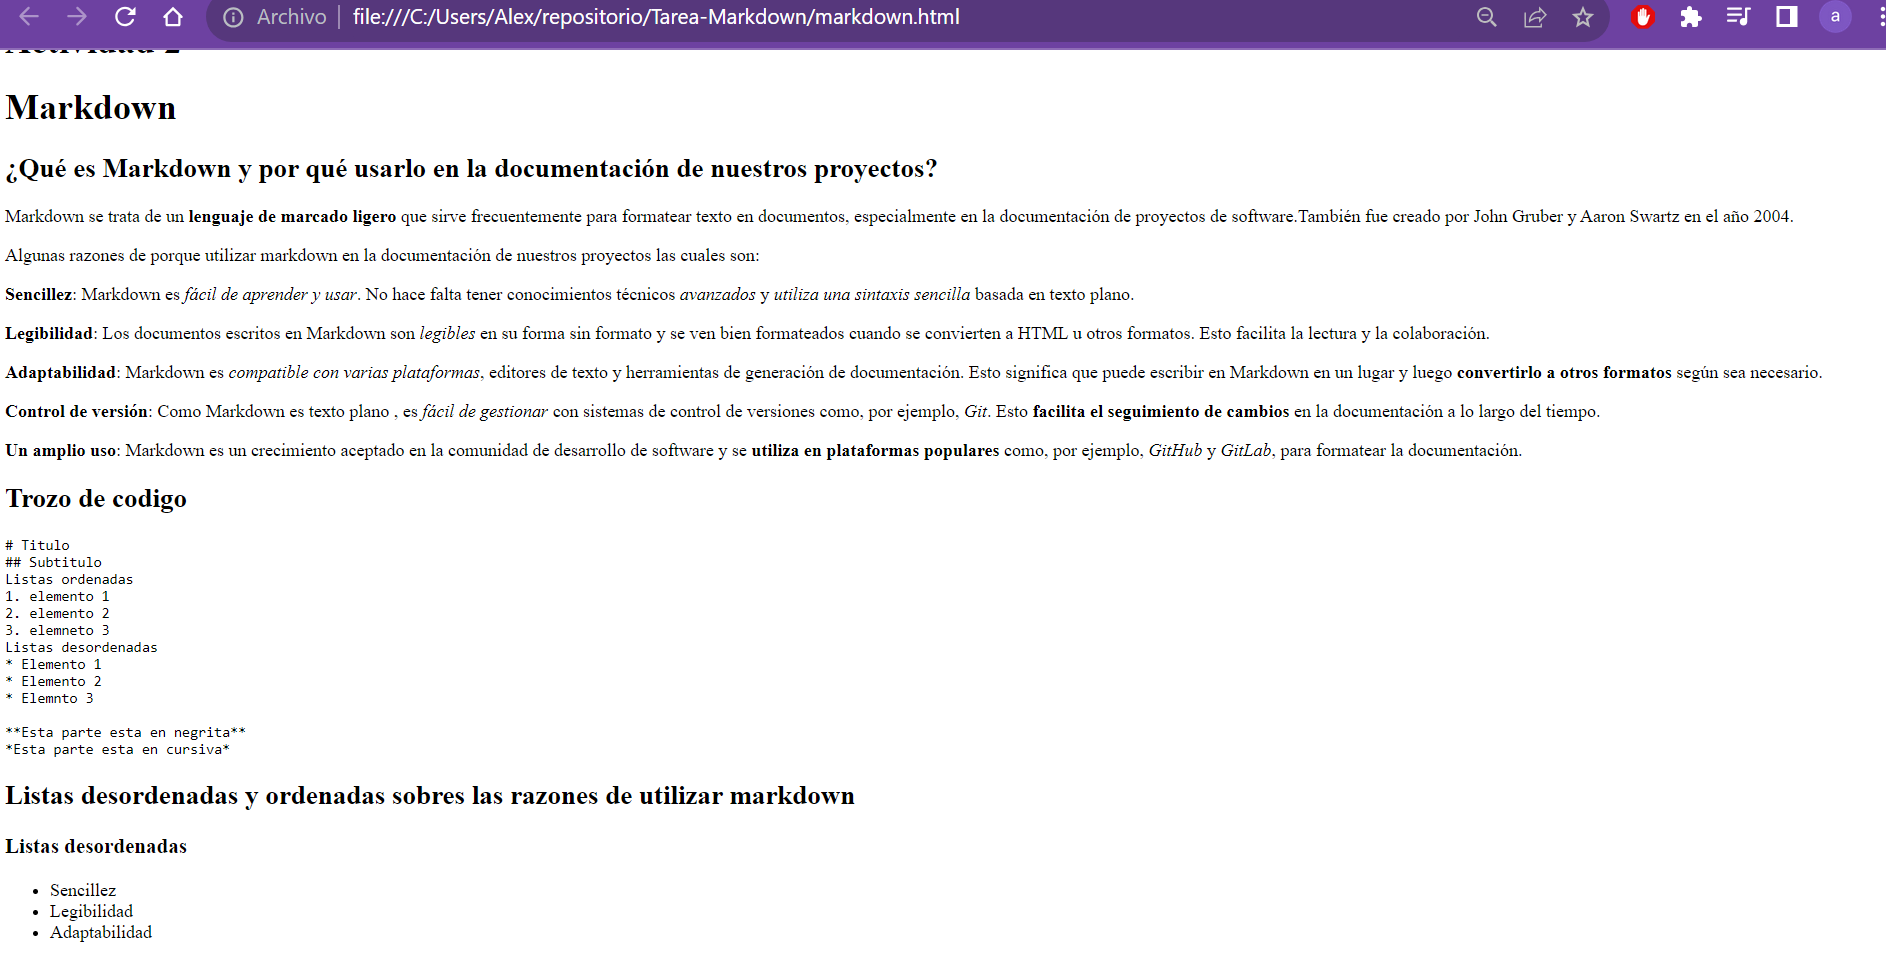 Archivo | file:///C:/Users/Alex/repositorio/Tarea-Markdown/markdown.html
a
Actividad 2
Markdown
¿Qué es Markdown y por qué usarlo en la documentación de nuestros proyectos?
Markdown se trata de un lenguaje de marcado ligero que sirve frecuentemente para formatear texto en documentos, especialmente en la documentación de proyectos de software.También fue creado por John Gruber y Aaron Swartz en el año 2004.
Algunas razones de porque utilizar markdown en la documentación de nuestros proyectos las cuales son:
Sencillez: Markdown es fácil de aprender y usar. No hace falta tener conocimientos técnicos avanzados y utiliza una sintaxis sencilla basada en texto plano.
Legibilidad: Los documentos escritos en Markdown son legibles en su forma sin formato y se ven bien formateados cuando se convierten a HTML u otros formatos. Esto facilita la lectura y la colaboración.
Adaptabilidad: Markdown es compatible con varias plataformas, editores de texto y herramientas de generación de documentación. Esto significa que puede escribir en Markdown en un lugar y luego convertirlo a otros formatos según sea necesario.
Control de versión: Como Markdown es texto plano , es fácil de gestionar con sistemas de control de versiones como, por ejemplo, Git. Esto facilita el seguimiento de cambios en la documentación a lo largo del tiempo.
Un amplio uso: Markdown es un crecimiento aceptado en la comunidad de desarrollo de software y se utiliza en plataformas populares como, por ejemplo, GitHub y GitLab, para formatear la documentación.
Trozo de codigo
# Titulo
## Subtitulo
Listas ordenadas
1. elemento 1
2. elemento 2
3. elemneto 3
Listas desordenadas
* Elemento 1
* Elemento 2
* Elemnto 3
**Esta parte esta en negrita**
*Esta parte esta en cursiva*
Listas desordenadas y ordenadas sobres las razones de utilizar markdown
Listas desordenadas
• Sencillez
• Legibilidad
• Adaptabilidad